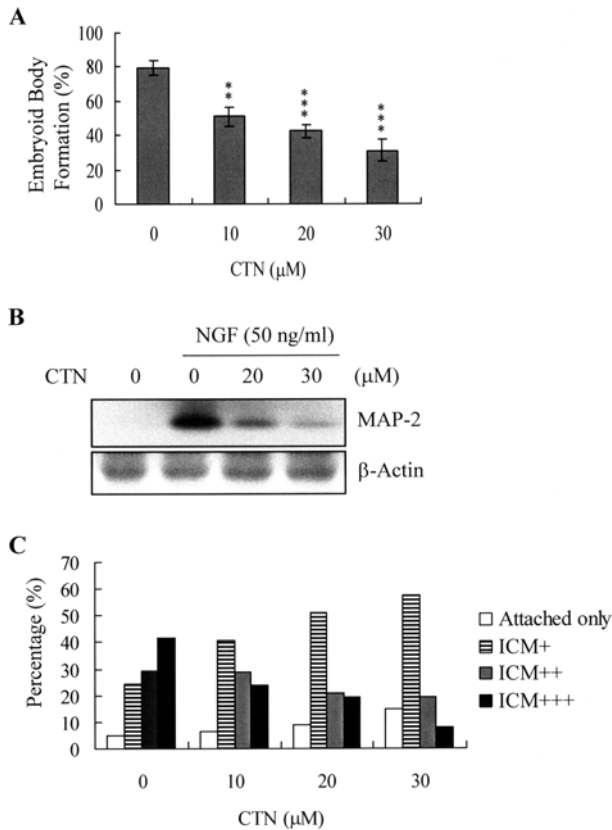 A
Embryoid Body
Formation (%)
100
80
60
40
20
0
**
***
***
0 10 20 30
CTN (μM)
B
NGF (50 ng/ml)
CTN 0 0 20 30 (μM)
MAP-2
β-Actin
C
Percentage (%)
70
60
50
40
30
20
10
0
Attached only
ICM+
ICM++
ICM+++
0 10 20 30
CTN (μM)